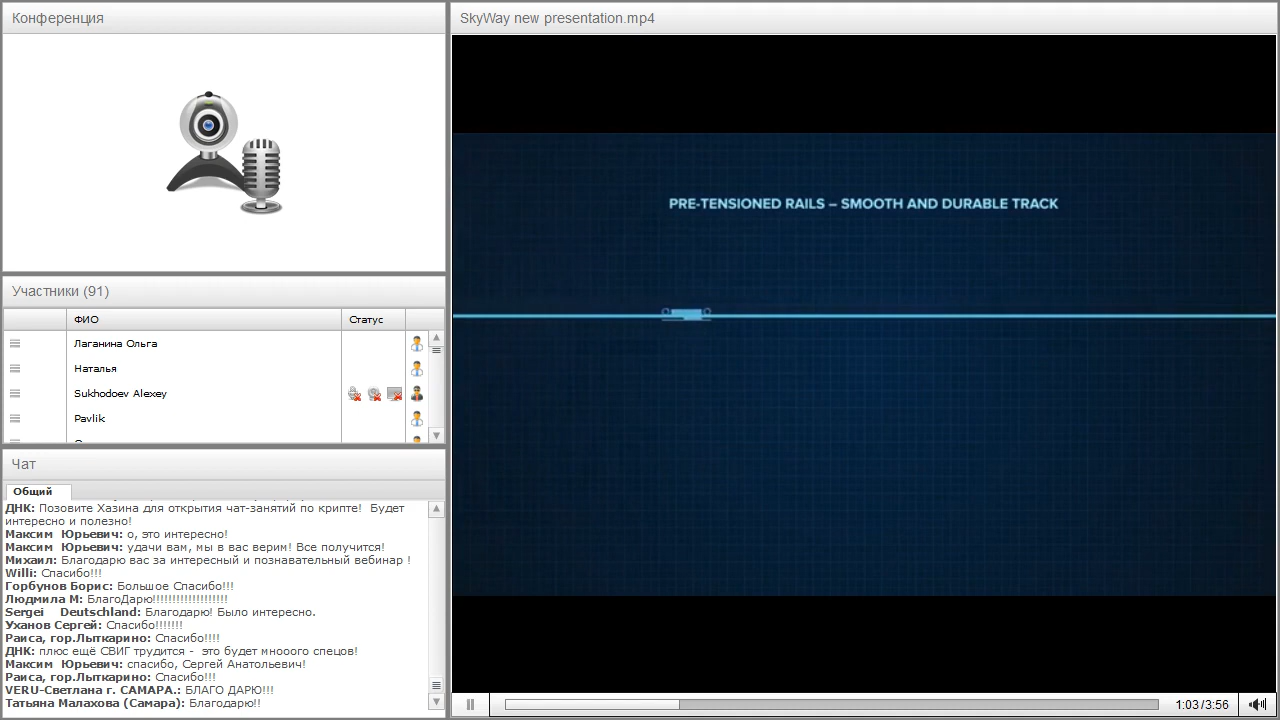 Конференция
SkyWay new presentation.mp4
PRE-TENSIONED RAILS – SMOOTH AND DURABLE TRACK
Участники (91)
ФИО
Статус
Лаганина Ольга
Наталья
Sukhodoev Alexey
Pavlik
Чат
Общий
ДНК: Позовите Хазина для открытия чат-занятий по крипте! Будет
интересно и полезно!
Максим Юрьевич: о, это интересно!
Максим Юрьевич: удачи вам, мы в вас верим! Все получится!
Михаил: Благодарю вас за интересный и познавательный вебинар !
Willi: Спасибо!!!
Горбунов Борис: Большое Спасибо!!!
Людмила М: БлагоДарю!!!!!!!!!!!!!!!!!!
Sergei Deutschland: Благодарю! Было интересно.
Уханов Сергей: Спасибо!!!!!!!
Раиса, гор.Лыткарино: Спасибо!!!!
ДНК: плюс ещё СВИГ трудится - это будет мнооого спецов!
Максим Юрьевич: спасибо, Сергей Анатольевич!
Раиса, гор.Лыткарино: Спасибо!!!
VERU-Светлана г. САМАРА.: БЛАГО ДАРЮ!!!
Татьяна Малахова (Самара): Благодарю!!
1:03/3:56